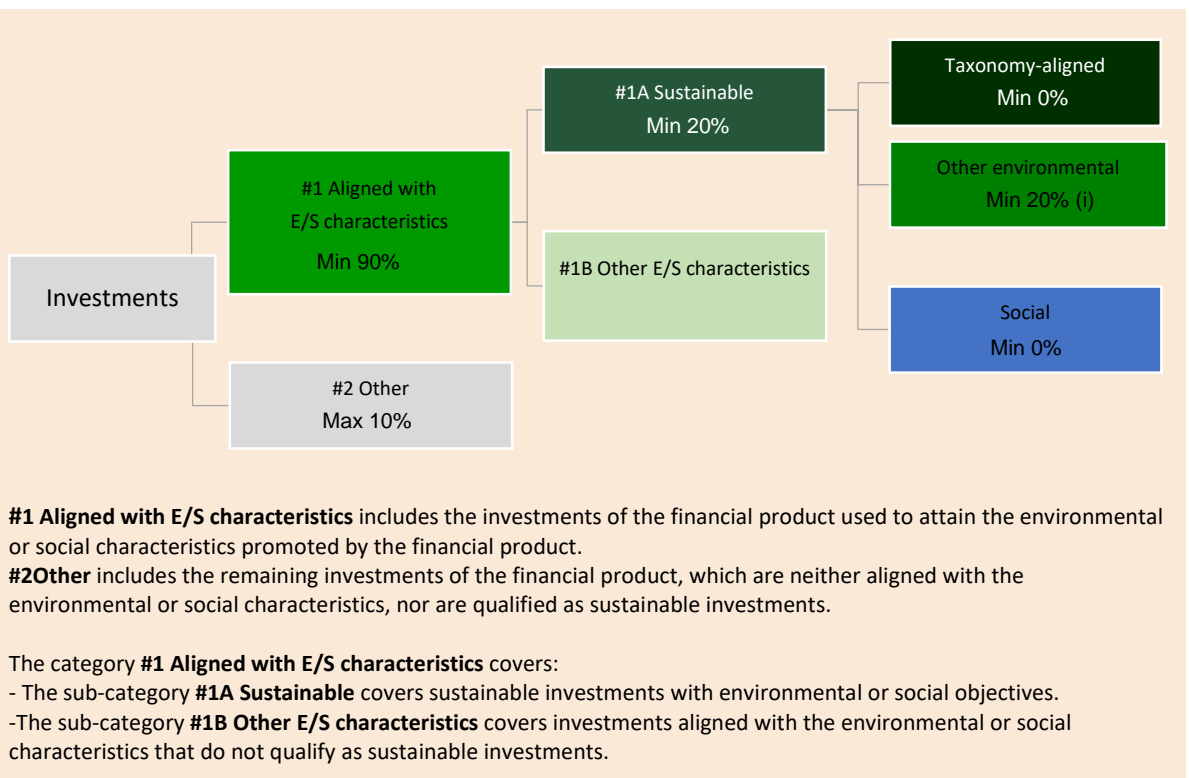 Investments
#1 Aligned with
E/S characteristics
Min 90%
#2 Other
Max 10%
#1A Sustainable
Min 20%
#1B Other E/S characteristics
Taxonomy-aligned
Min 0%
Other environmental
Min 20% (i)
Social
Min 0%
#1 Aligned with E/S characteristics includes the investments of the financial product used to attain the environmental
or social characteristics promoted by the financial product.
#2Other includes the remaining investments of the financial product, which are neither aligned with the
environmental or social characteristics, nor are qualified as sustainable investments.
The category #1 Aligned with E/S characteristics covers:
- The sub-category #1A Sustainable covers sustainable investments with environmental or social objectives.
-The sub-category #1B Other E/S characteristics covers investments aligned with the environmental or social
characteristics that do not qualify as sustainable investments.